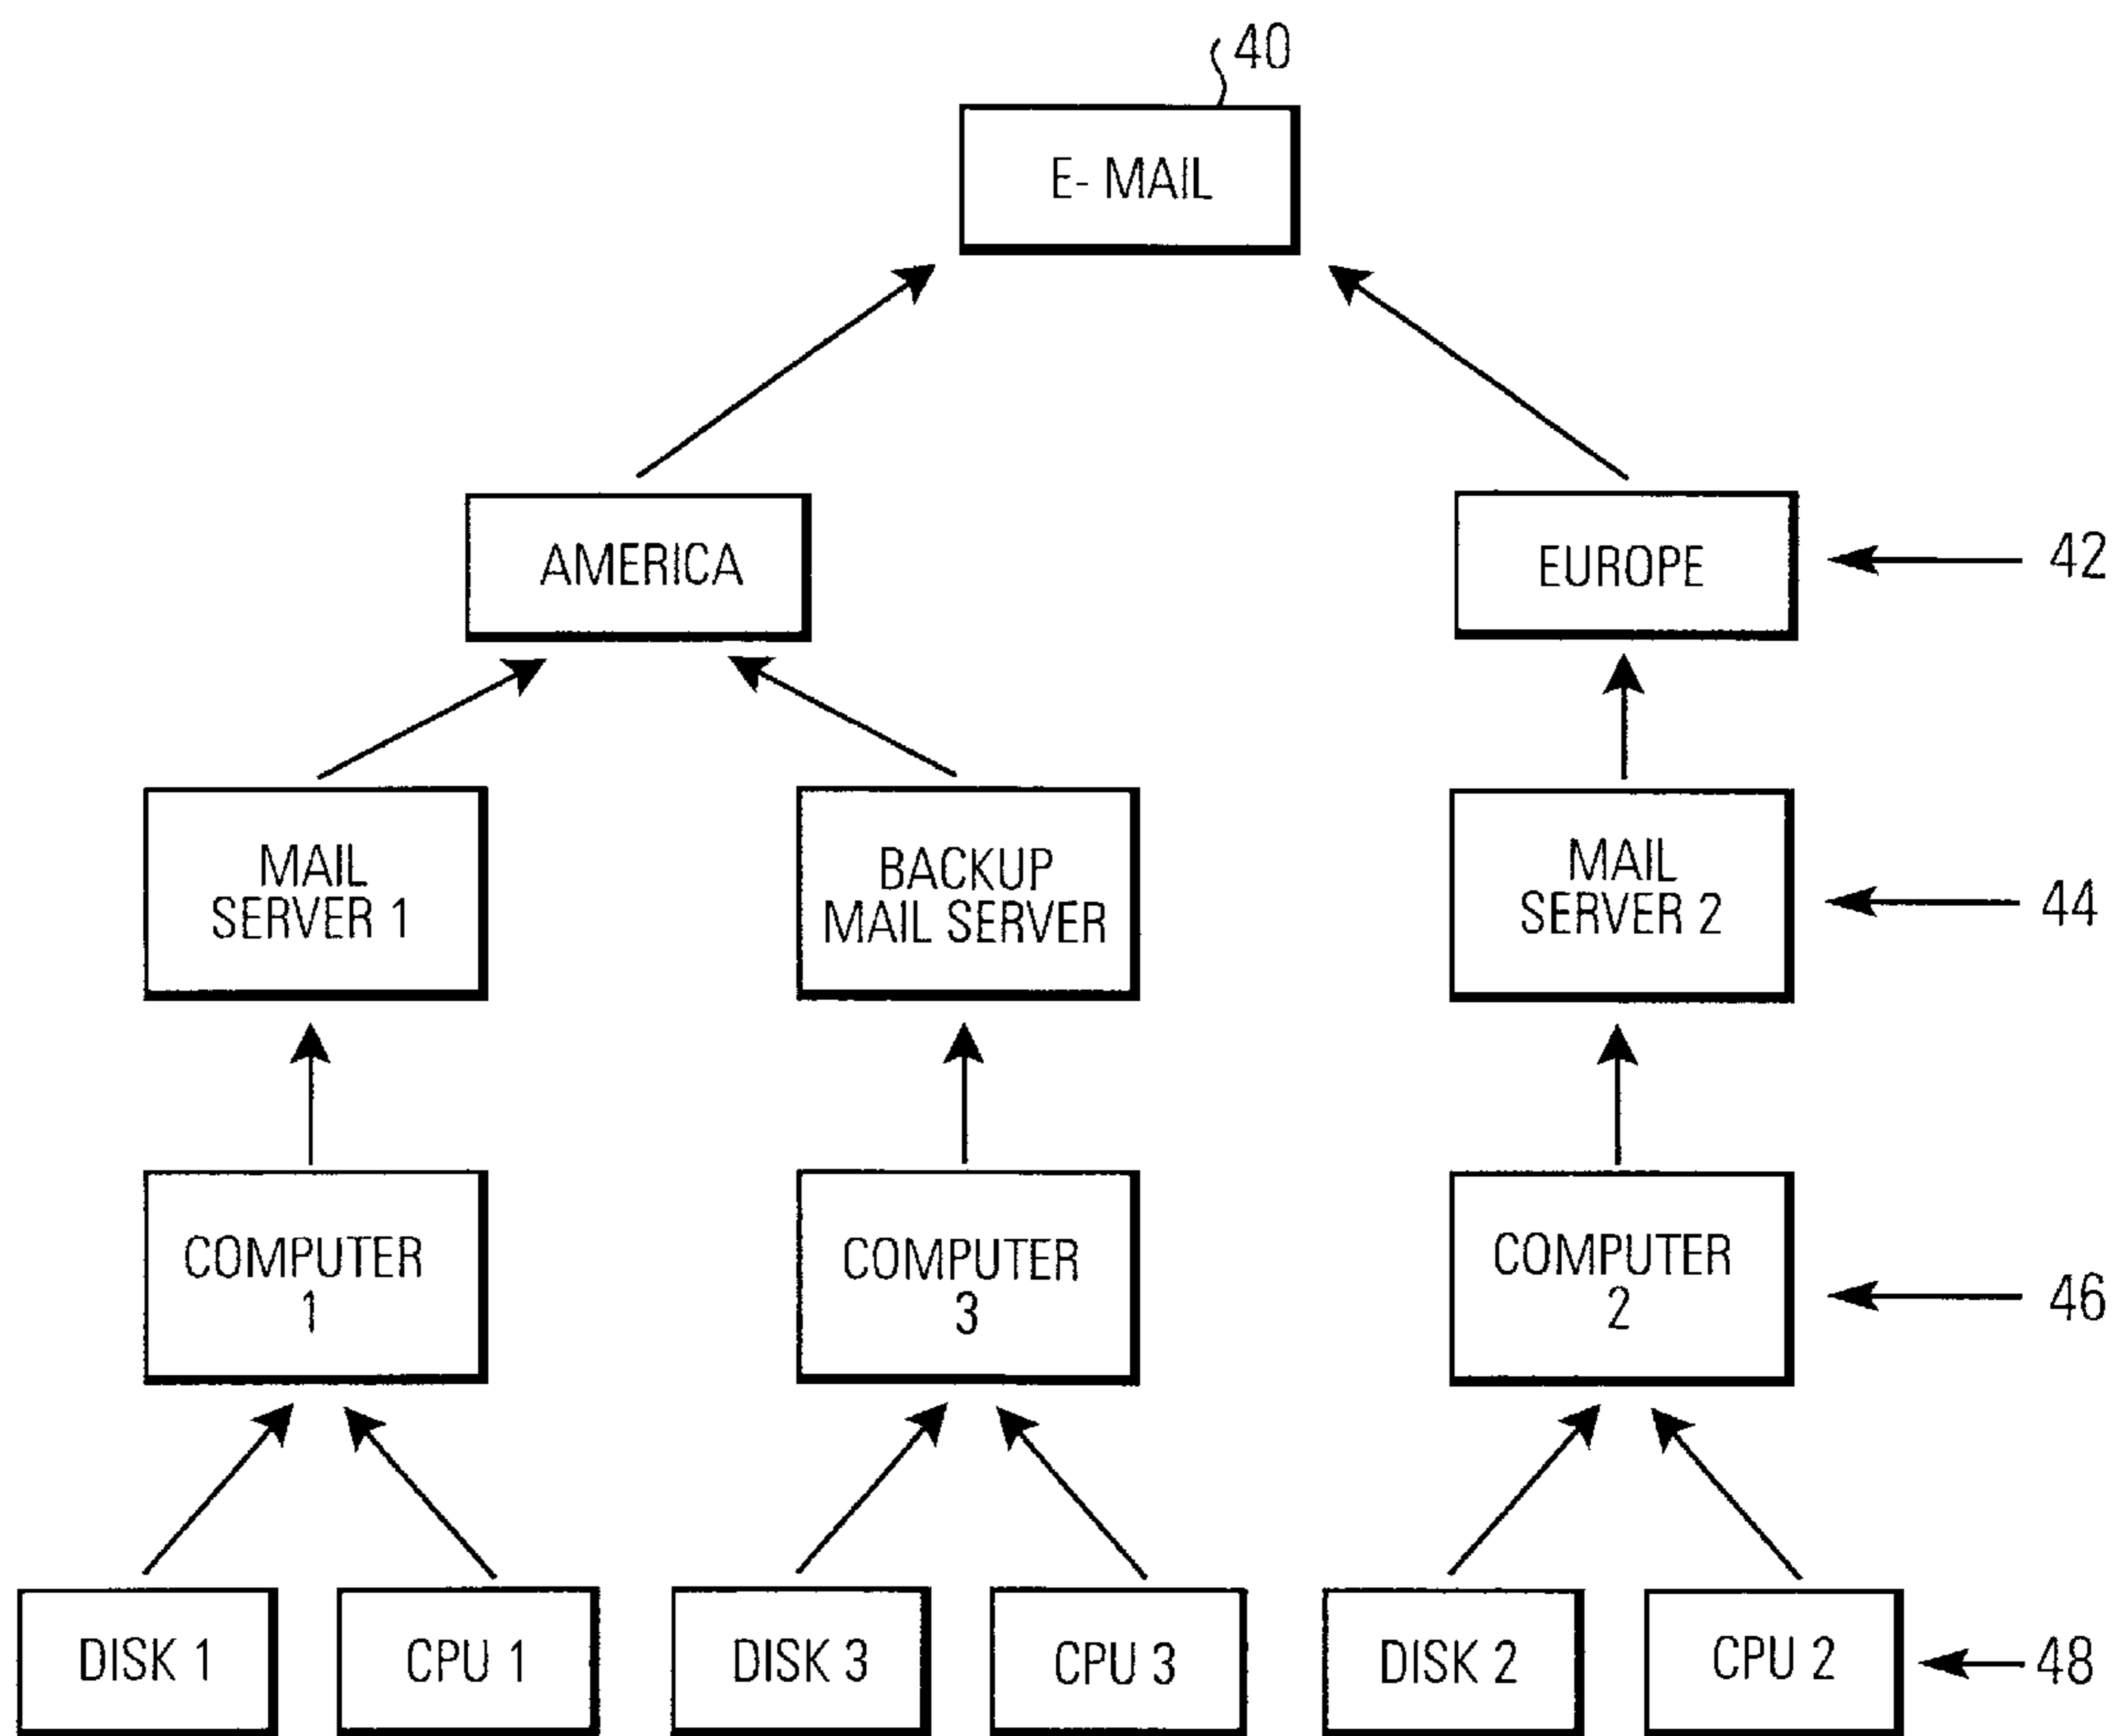 40
E- MAIL
AMERICA
EUROPE
42
MAIL
SERVER 1
BACKUP
MAIL SERVER
MAIL
SERVER 2
44
COMPUTER
1
COMPUTER
3
COMPUTER
2
46
DISK 1
CPU 1
DISK 3
CPU 3
DISK 2
CPU 2
48